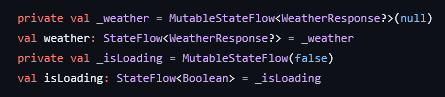 private val _weather = MutableStateFlow<WeatherResponse?>(null)
val weather: StateFlow<WeatherResponse?> = _weather
private val _isLoading = MutableStateFlow(false)
val isLoading: StateFlow<Boolean> = _isLoading